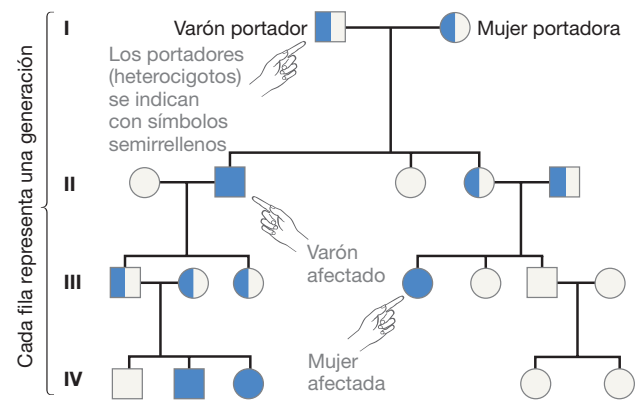 Cada fila representa una generación
I
Varón portador
Mujer portadora
Los portadores
(heterocigotos)
se indican
con símbolos
semirrellenos
II
Varón
afectado
III
Mujer
afectada
IV